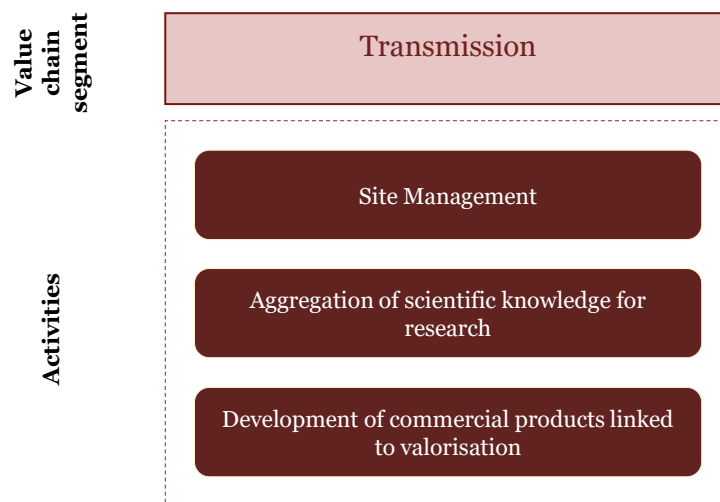 Value
chain
segment
Transmission
Activities
Site Management
Aggregation of scientific knowledge for
research
Development of commercial products linked
to valorisation